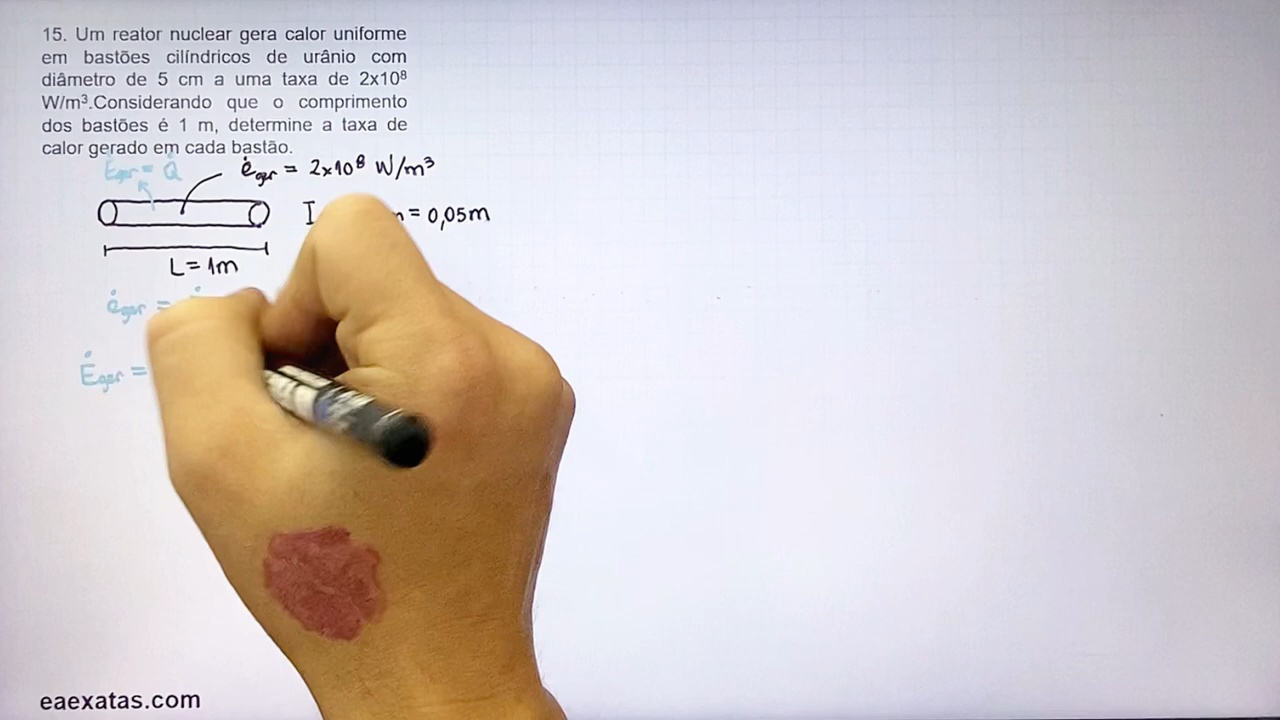 15. Um reator nuclear gera calor uniforme
em bastões cilíndricos de urânio com
diâmetro de 5 cm a uma taxa de 2x10⁸
W/m³.Considerando que o comprimento
dos bastões é 1 m, determine a taxa de
calor gerado em cada bastão.
Ėger = Q̇
ėger = 2x10⁸ W/m³
= 0,05m
L = 1m
ėger =
Ėger =
eaexatas.com